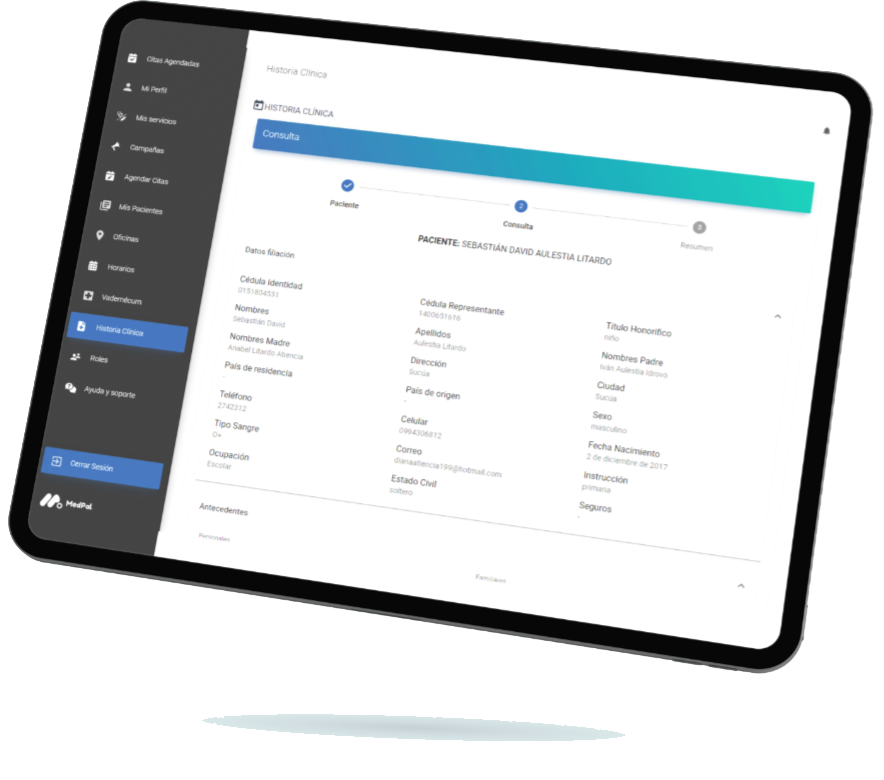 Citas Agendadas
Mi Perfil
Mis servicios
Campañas
Agendar Citas
Mis Pacientes
Oficinas
Horarios
Vademécum
Historia Clínica
Roles
Ayuda y soporte
Cerrar Sesión
MedPal
Historia Clínica
HISTORIA CLÍNICA
Consulta
Paciente
2
Consulta
3
Resumen
PACIENTE: SEBASTIÁN DAVID AULESTIA LITARDO
Datos filiación
Cédula Identidad
0151804531
Cédula Representante
1400631616
Título Honorífico
niño
Nombres
Sebastián David
Apellidos
Aulestia Litardo
Nombres Padre
Iván Aulestia Idrovo
Nombres Madre
Anabel Litardo Atiencia
Dirección
Sucúa
Ciudad
Sucúa
País de residencia
-
País de origen
-
Sexo
masculino
Teléfono
2742312
Celular
0994306812
Fecha Nacimiento
2 de diciembre de 2017
Tipo Sangre
O+
Correo
dianaatiencia199@hotmail.com
Instrucción
primaria
Ocupación
Escolar
Estado Civil
soltero
Seguros
-
Antecedentes
Personales
Familiares